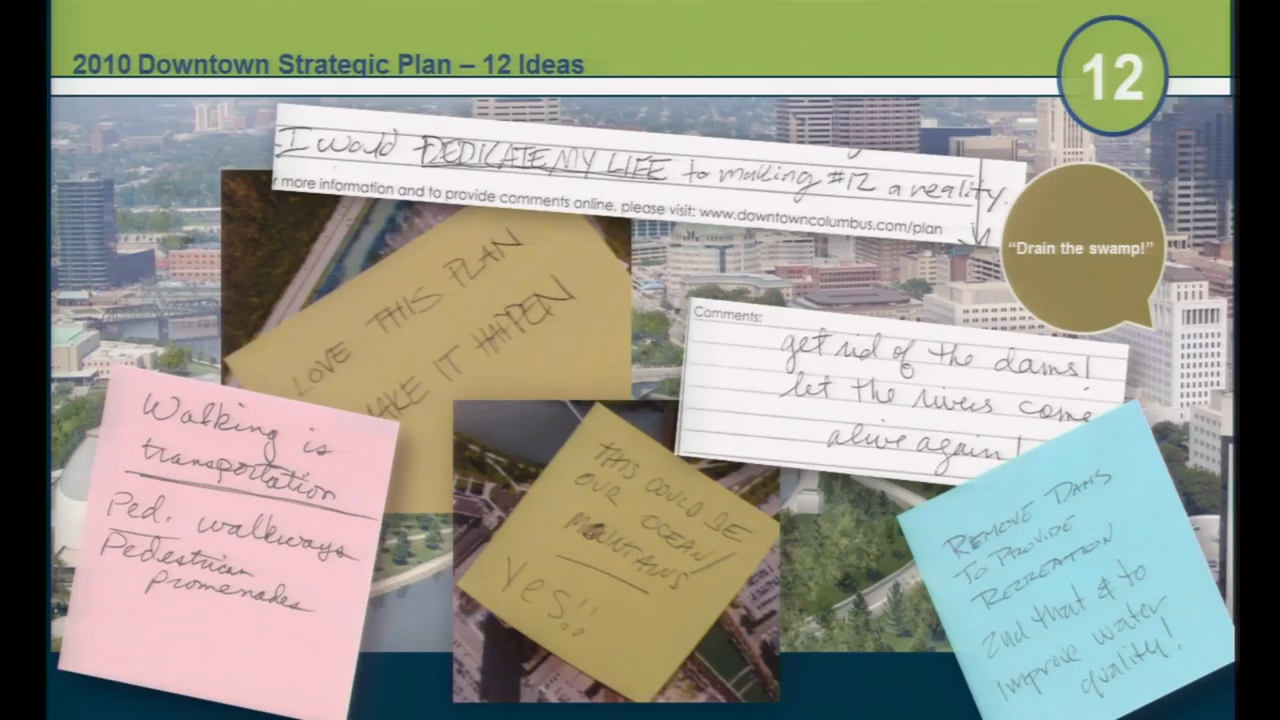 2010 Downtown Strategic Plan – 12 Ideas
12
I would DEDICATE MY LIFE to making #12 a reality.
r more information and to provide comments online, please visit: www.downtowncolumbus.com/plan
"Drain the swamp!"
LOVE THIS PLAN
MAKE IT HAPPEN
Comments:
get rid of the dams!
let the rivers come
alive again!
Walking is
transportation
Ped. walkways
Pedestrian
promenades
THIS COULD BE
OUR OCEAN/
MOUNTAINS
Yes!!
REMOVE DAMS
TO PROVIDE
RECREATION
2nd that & to
improve water
quality!